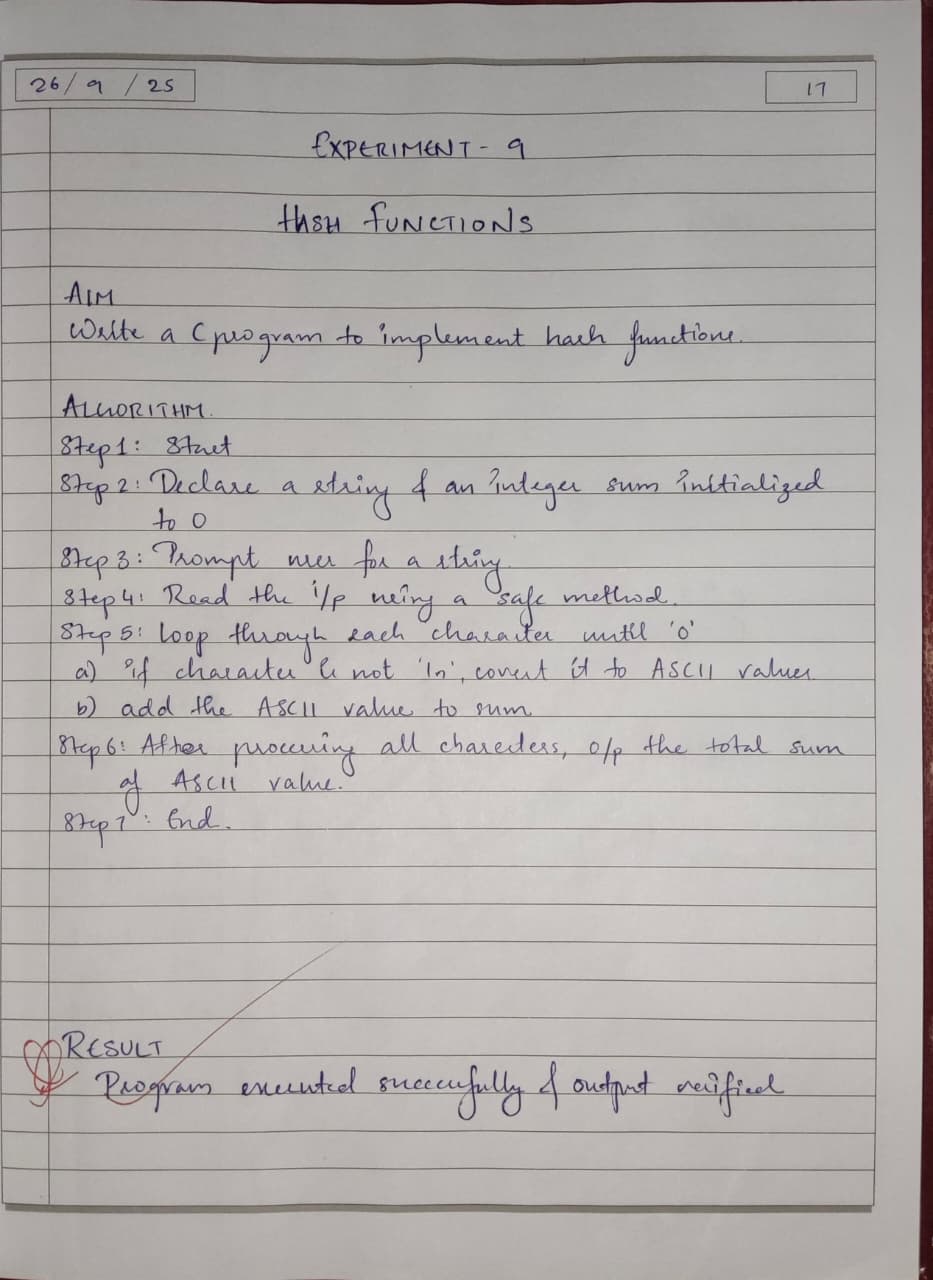 26/9/25
17
EXPERIMENT - 9
HASH FUNCTIONS
AIM
Write a C program to implement hash functions.
ALGORITHM.
Step 1: Start
Step 2: Declare a string & an integer sum initialized
to 0
Step 3: Prompt user for a string.
Step 4: Read the i/p using a safe method.
Step 5: Loop through each character until '0'
a) if character is not '\n', covert it to ASCII values
b) add the ASCII value to sum
Step 6: After processing all charecters, o/p the total sum
of ASCII value.
Step 7: End.
RESULT
Program executed successfully & output verified